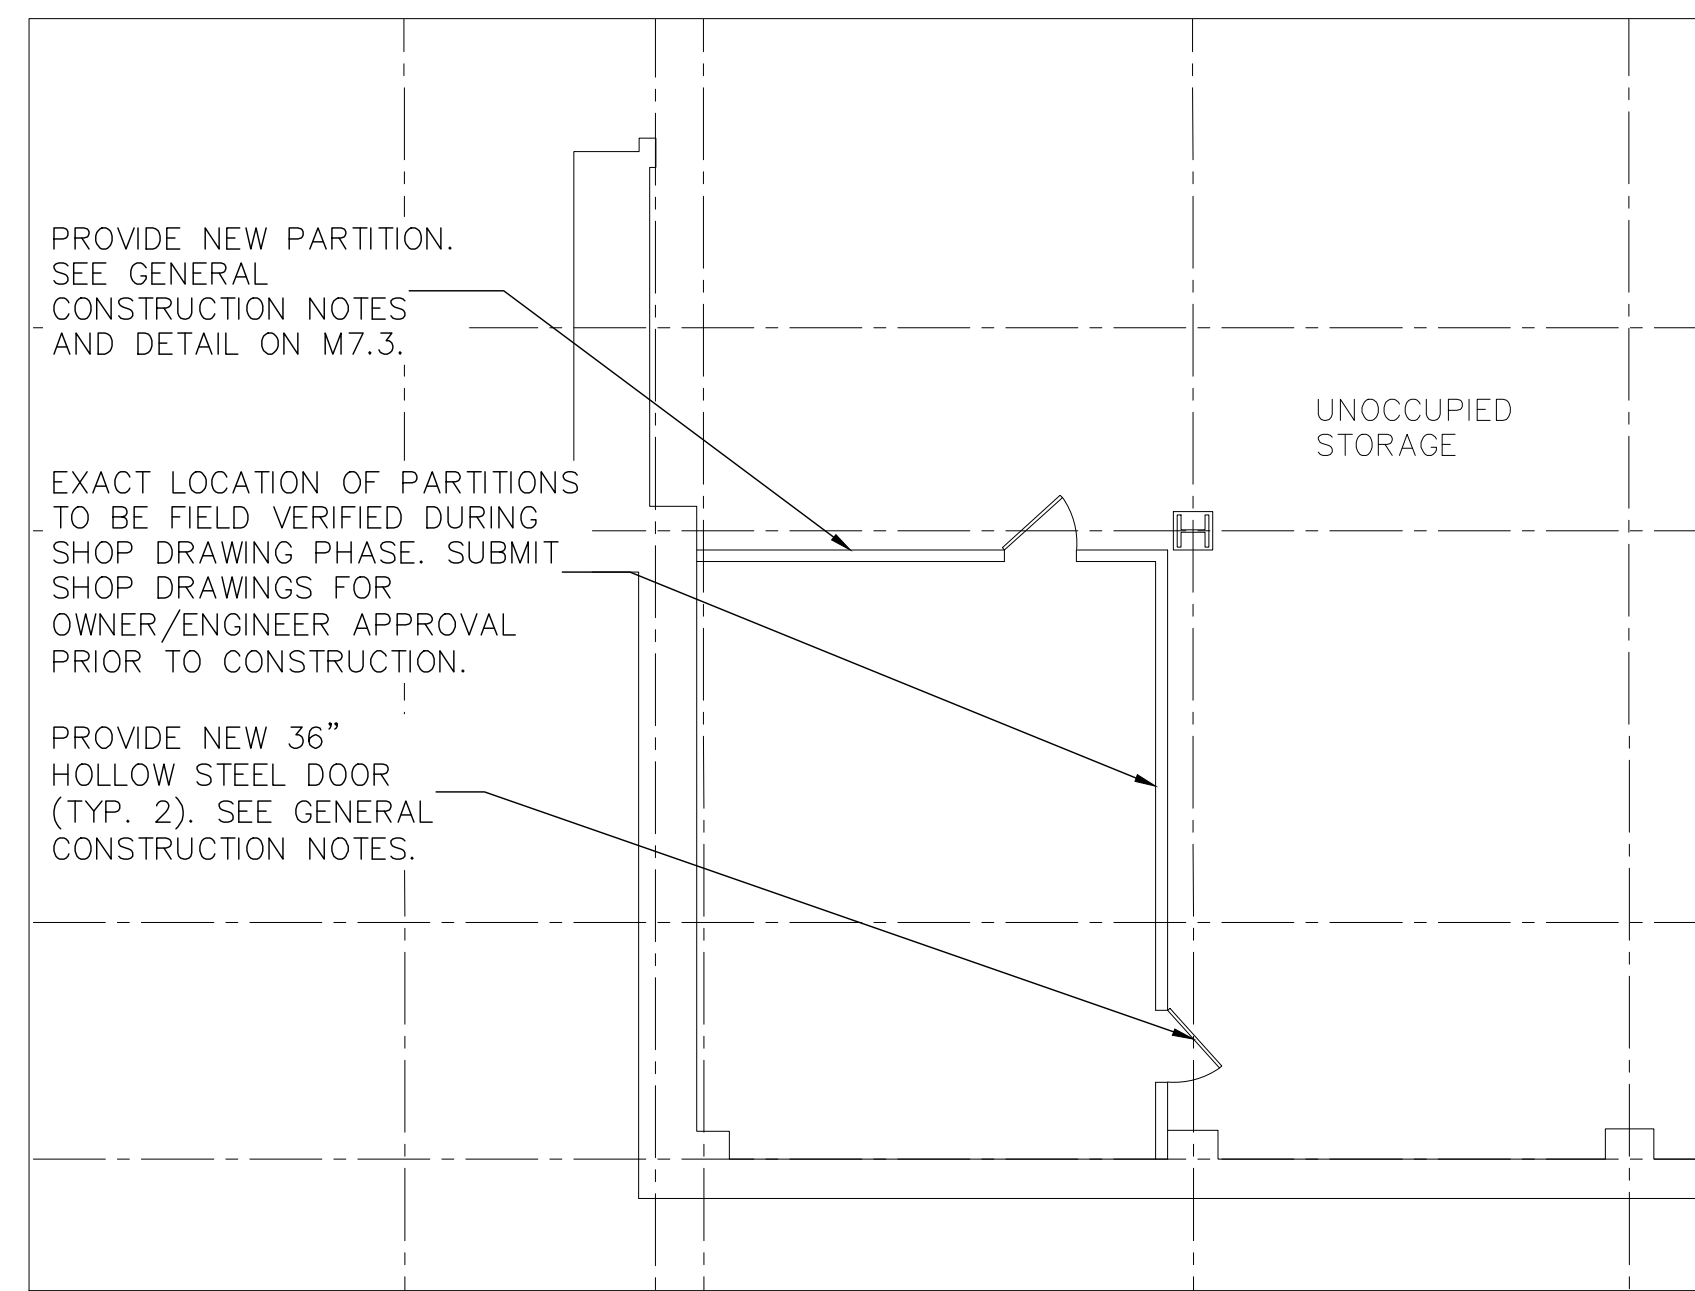 PROVIDE NEW PARTITION.
SEE GENERAL
CONSTRUCTION NOTES
AND DETAIL ON M7.3.
UNOCCUPIED
STORAGE
EXACT LOCATION OF PARTITIONS
TO BE FIELD VERIFIED DURING
SHOP DRAWING PHASE. SUBMIT
SHOP DRAWINGS FOR
OWNER/ENGINEER APPROVAL
PRIOR TO CONSTRUCTION.
PROVIDE NEW 36”
HOLLOW STEEL DOOR
(TYP. 2). SEE GENERAL
CONSTRUCTION NOTES.